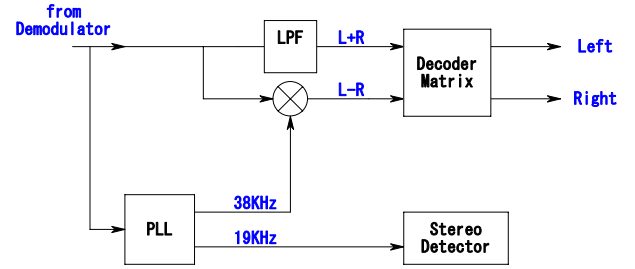 from
Demodulator
LPF
L+R
L−R
Decoder
Matrix
Left
Right
PLL
38KHz
19KHz
Stereo
Detector